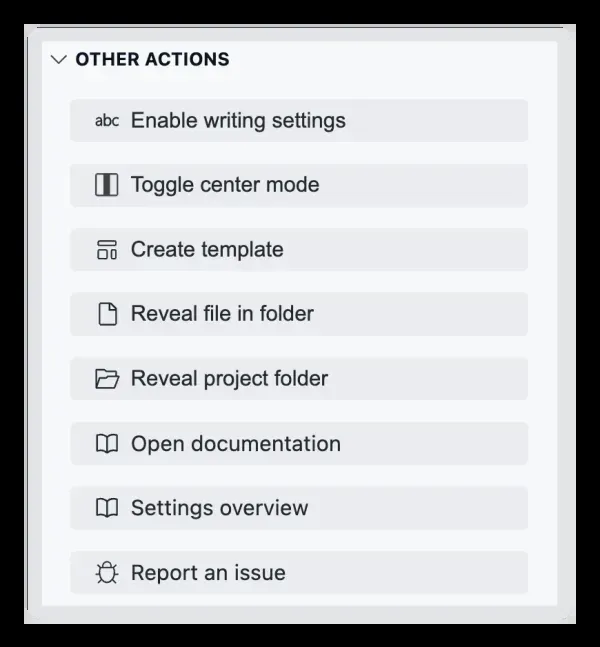 OTHER ACTIONS
abc Enable writing settings
Toggle center mode
Create template
Reveal file in folder
Reveal project folder
Open documentation
Settings overview
Report an issue